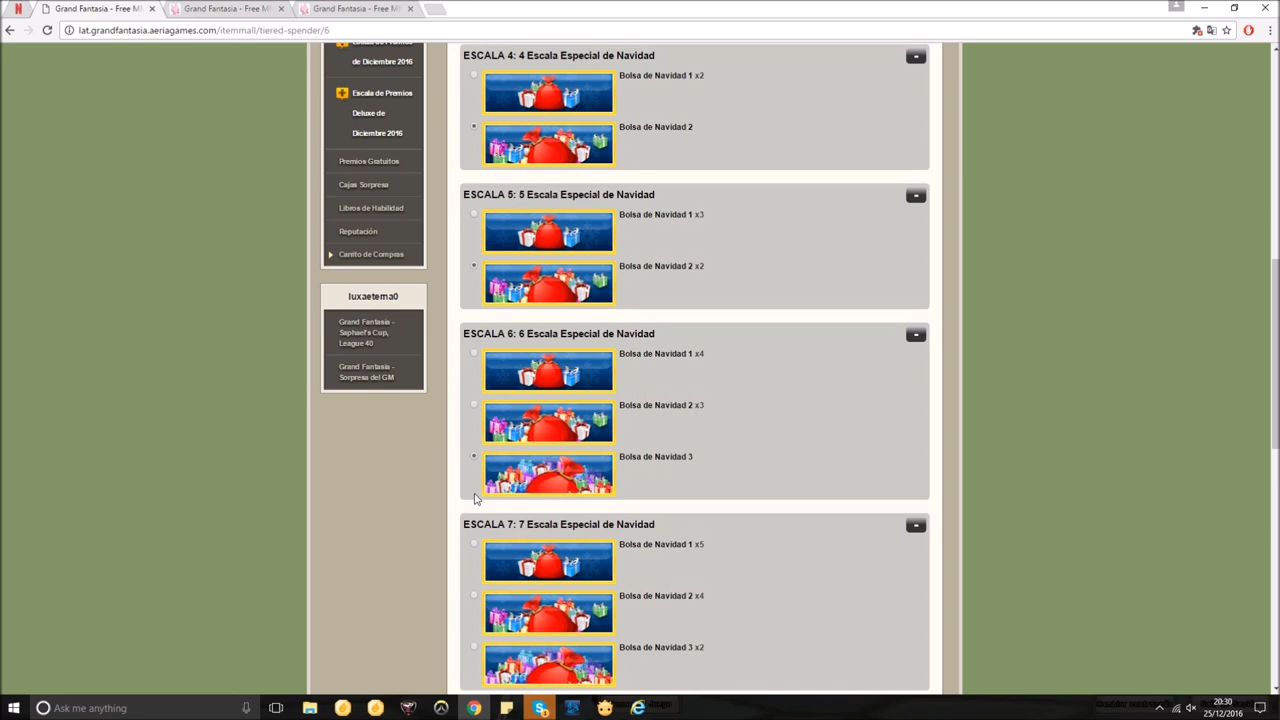 Grand Fantasia - Free M
Grand Fantasia - Free M
Grand Fantasia - Free M
lat.grandfantasia.aeriagames.com/itemmall/tiered-spender/6
de Diciembre 2016
Escala de Premios
Deluxe de
Diciembre 2016
Premios Gratuitos
Cajas Sorpresa
Libros de Habilidad
Reputación
Carrito de Compras
luxaeterna0
Grand Fantasia -
Saphael's Cup,
League 40
Grand Fantasia -
Sorpresa del GM
ESCALA 4: 4 Escala Especial de Navidad
Bolsa de Navidad 1 x2
Bolsa de Navidad 2
ESCALA 5: 5 Escala Especial de Navidad
Bolsa de Navidad 1 x3
Bolsa de Navidad 2 x2
ESCALA 6: 6 Escala Especial de Navidad
Bolsa de Navidad 1 x4
Bolsa de Navidad 2 x3
Bolsa de Navidad 3
ESCALA 7: 7 Escala Especial de Navidad
Bolsa de Navidad 1 x5
Bolsa de Navidad 2 x4
Bolsa de Navidad 3 x2
Ask me anything
20:30
25/12/2016